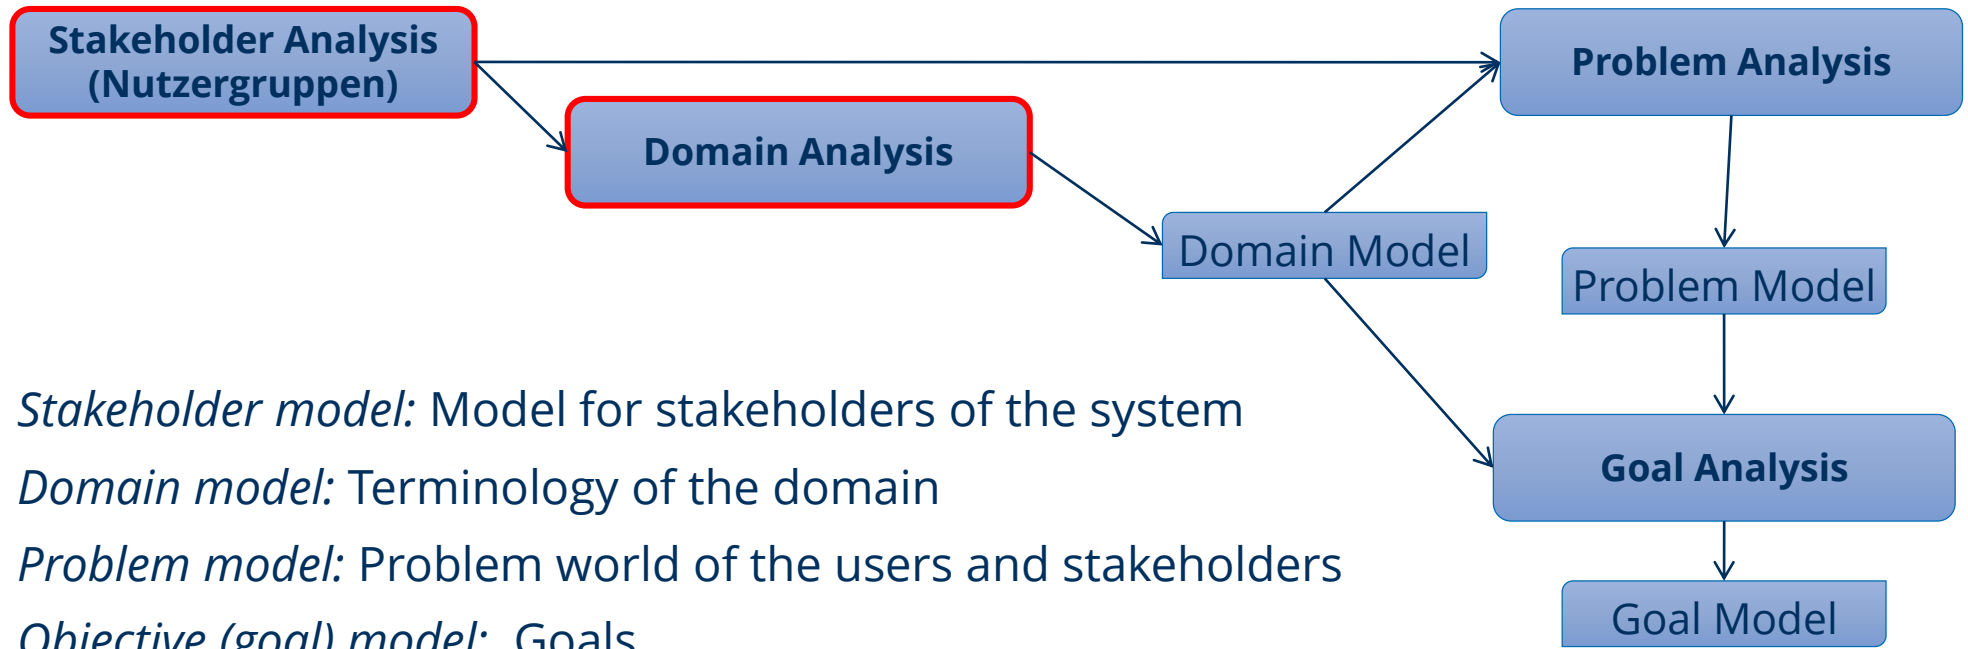 Stakeholder Analysis
(Nutzergruppen)
Problem Analysis
Domain Analysis
Domain Model
Problem Model
Stakeholder model: Model for stakeholders of the system
Domain model: Terminology of the domain
Goal Analysis
Problem model: Problem world of the users and stakeholders
Goal Model
Objective (goal) model: Goals